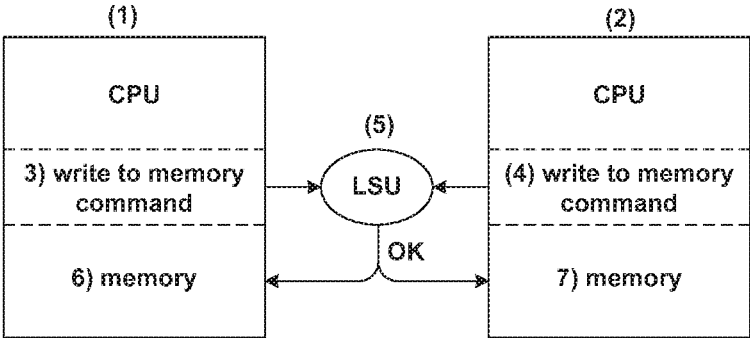 (1)
(2)
CPU
CPU
(5)
3) write to memory
command
LSU
(4) write to memory
command
OK
6) memory
7) memory